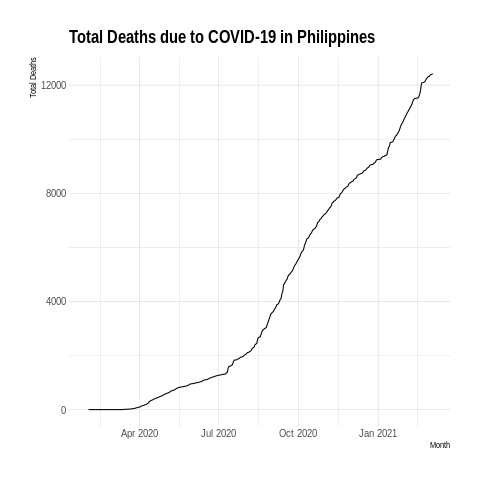 Total Deaths due to COVID-19 in Philippines
Total Deaths
12000
8000
4000
0
Apr 2020 Jul 2020 Oct 2020 Jan 2021
Month